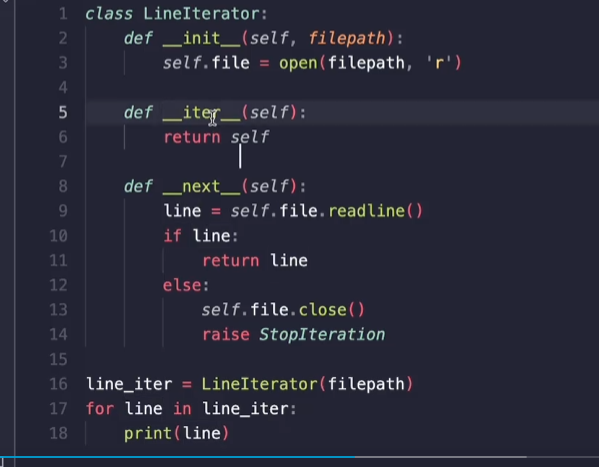 1 class LineIterator:
2     def __init__(self, filepath):
3         self.file = open(filepath, 'r')
4
5     def __iter__(self):
6         return self
7
8     def __next__(self):
9         line = self.file.readline()
10         if line:
11             return line
12         else:
13             self.file.close()
14             raise StopIteration
15
16 line_iter = LineIterator(filepath)
17 for line in line_iter:
18     print(line)